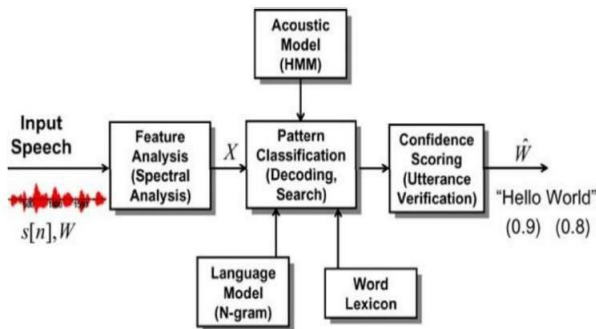 Acoustic
Model
(HMM)
Input
Speech
s[n], W
Feature
Analysis
(Spectral
Analysis)
X
Pattern
Classification
(Decoding,
Search)
Confidence
Scoring
(Utterance
Verification)
Ŵ
“Hello World”
(0.9) (0.8)
Language
Model
(N-gram)
Word
Lexicon